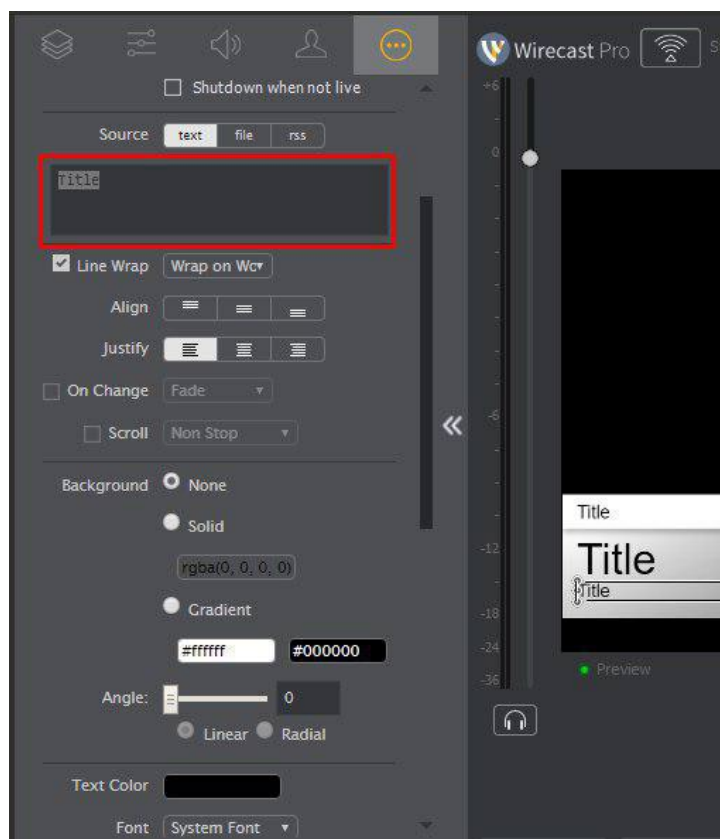 Wirecast Pro
Shutdown when not live
Source text file rss
Title
Line Wrap Wrap on Wo
Align
Justify
On Change Fade
Scroll Non Stop
Background None
Solid
rgba(0, 0, 0, 0)
Gradient
#ffffff #000000
Angle: 0
Linear Radial
Text Color
Font System Font
+6
0
-6
-12
-18
-24
-36
Title
Title
Title
Preview